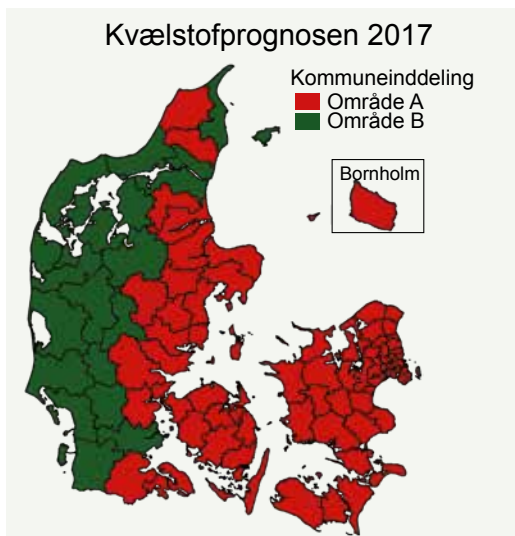 Kvælstofprognosen 2017
Kommuneinddeling
Område A
Område B
Bornholm